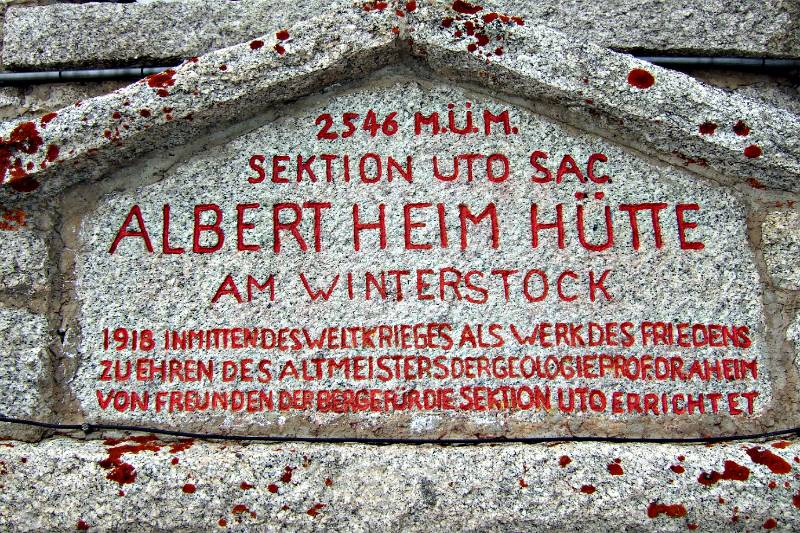 2546 M.Ü.M.
SEKTION UTO SAC.
ALBERT HEIM HÜTTE
AM WINTERSTOCK
1918 INMITTEN DES WELTKRIEGES ALS WERK DES FRIEDENS
ZU EHREN DES ALTMEISTERS DER GEOLOGIE PROF. DR. A HEIM
VON FREUNDEN DER BERGE FÜR DIE SEKTION UTO ERRICHTET